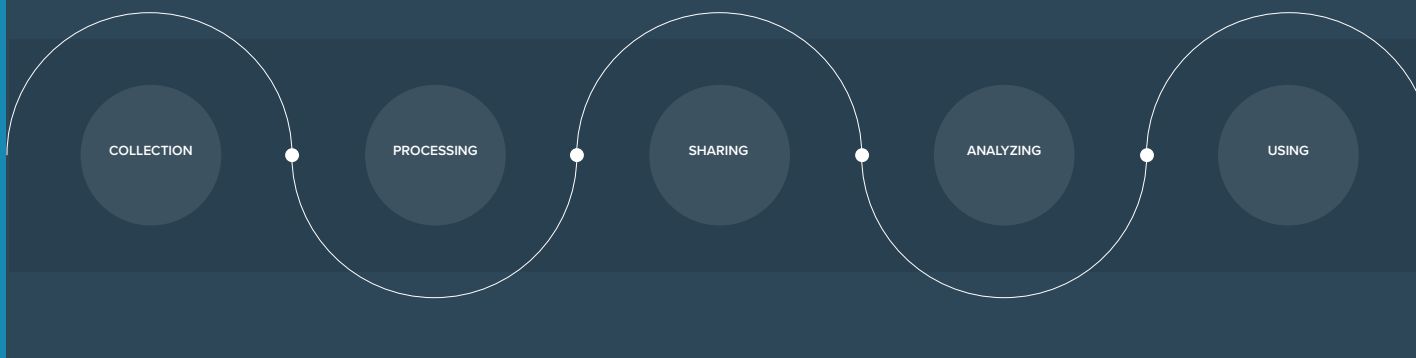 COLLECTION
PROCESSING
SHARING
ANALYZING
USING